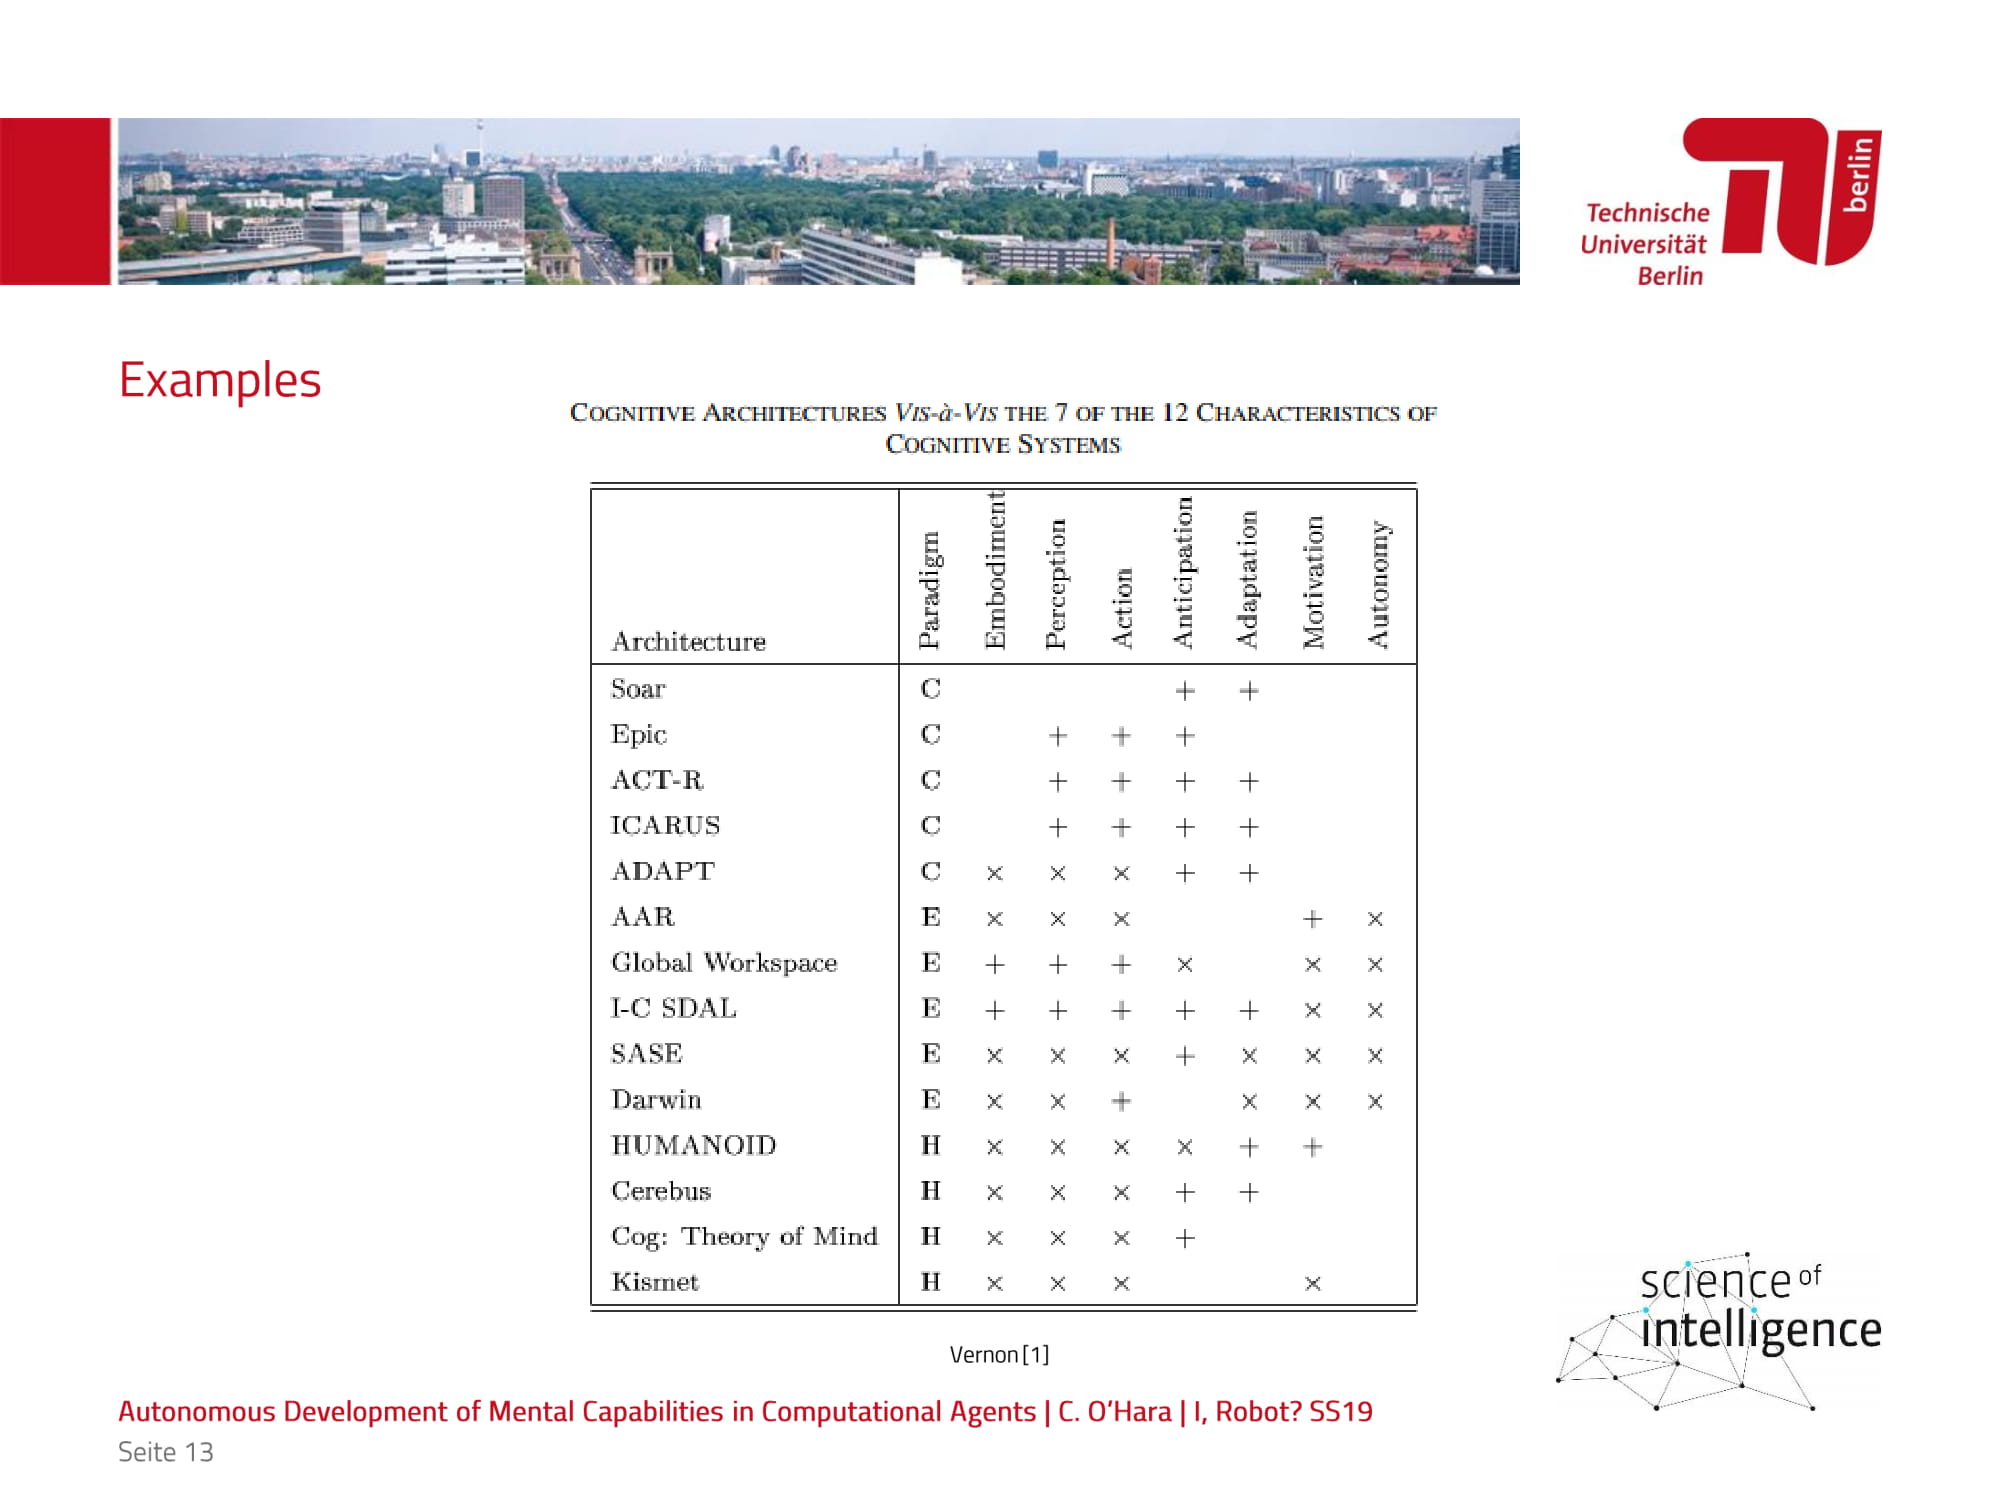 Technische
Universität
Berlin
berlin
Examples
COGNITIVE ARCHITECTURES VIS-à-VIS THE 7 OF THE 12 CHARACTERISTICS OF
COGNITIVE SYSTEMS
Architecture Paradigm Embodiment Perception Action Anticipation Adaptation Motivation Autonomy
Soar C + +
Epic C + + +
ACT-R C + + + +
ICARUS C + + + +
ADAPT C × × × + +
AAR E × × × + ×
Global Workspace E + + + × × ×
I-C SDAL E + + + + + × ×
SASE E × × × + × × ×
Darwin E × × + × × ×
HUMANOID H × × × × + +
Cerebus H × × × + +
Cog: Theory of Mind H × × × +
Kismet H × × × ×
Vernon [1]
science of
intelligence
Autonomous Development of Mental Capabilities in Computational Agents | C. O’Hara | I, Robot? SS19
Seite 13